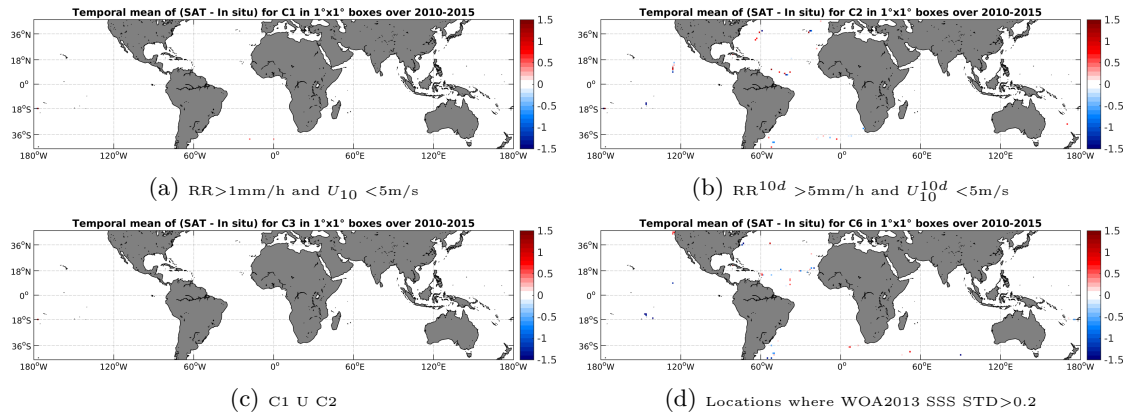 Temporal mean of (SAT - In situ) for C1 in 1°x1° boxes over 2010-2015
36°N
18°N
0°
18°S
36°S
180°W 120°W 60°W 0° 60°E 120°E 180°W
1.5
1
0.5
0
-0.5
-1
-1.5
(a) RR>1mm/h and U10 <5m/s
Temporal mean of (SAT - In situ) for C2 in 1°x1° boxes over 2010-2015
36°N
18°N
0°
18°S
36°S
180°W 120°W 60°W 0° 60°E 120°E 180°W
1.5
1
0.5
0
-0.5
-1
-1.5
(b) RR^10d >5mm/h and U10^10d <5m/s
Temporal mean of (SAT - In situ) for C3 in 1°x1° boxes over 2010-2015
36°N
18°N
0°
18°S
36°S
180°W 120°W 60°W 0° 60°E 120°E 180°W
1.5
1
0.5
0
-0.5
-1
-1.5
(c) C1 U C2
Temporal mean of (SAT - In situ) for C6 in 1°x1° boxes over 2010-2015
36°N
18°N
0°
18°S
36°S
180°W 120°W 60°W 0° 60°E 120°E 180°W
1.5
1
0.5
0
-0.5
-1
-1.5
(d) Locations where WOA2013 SSS STD>0.2